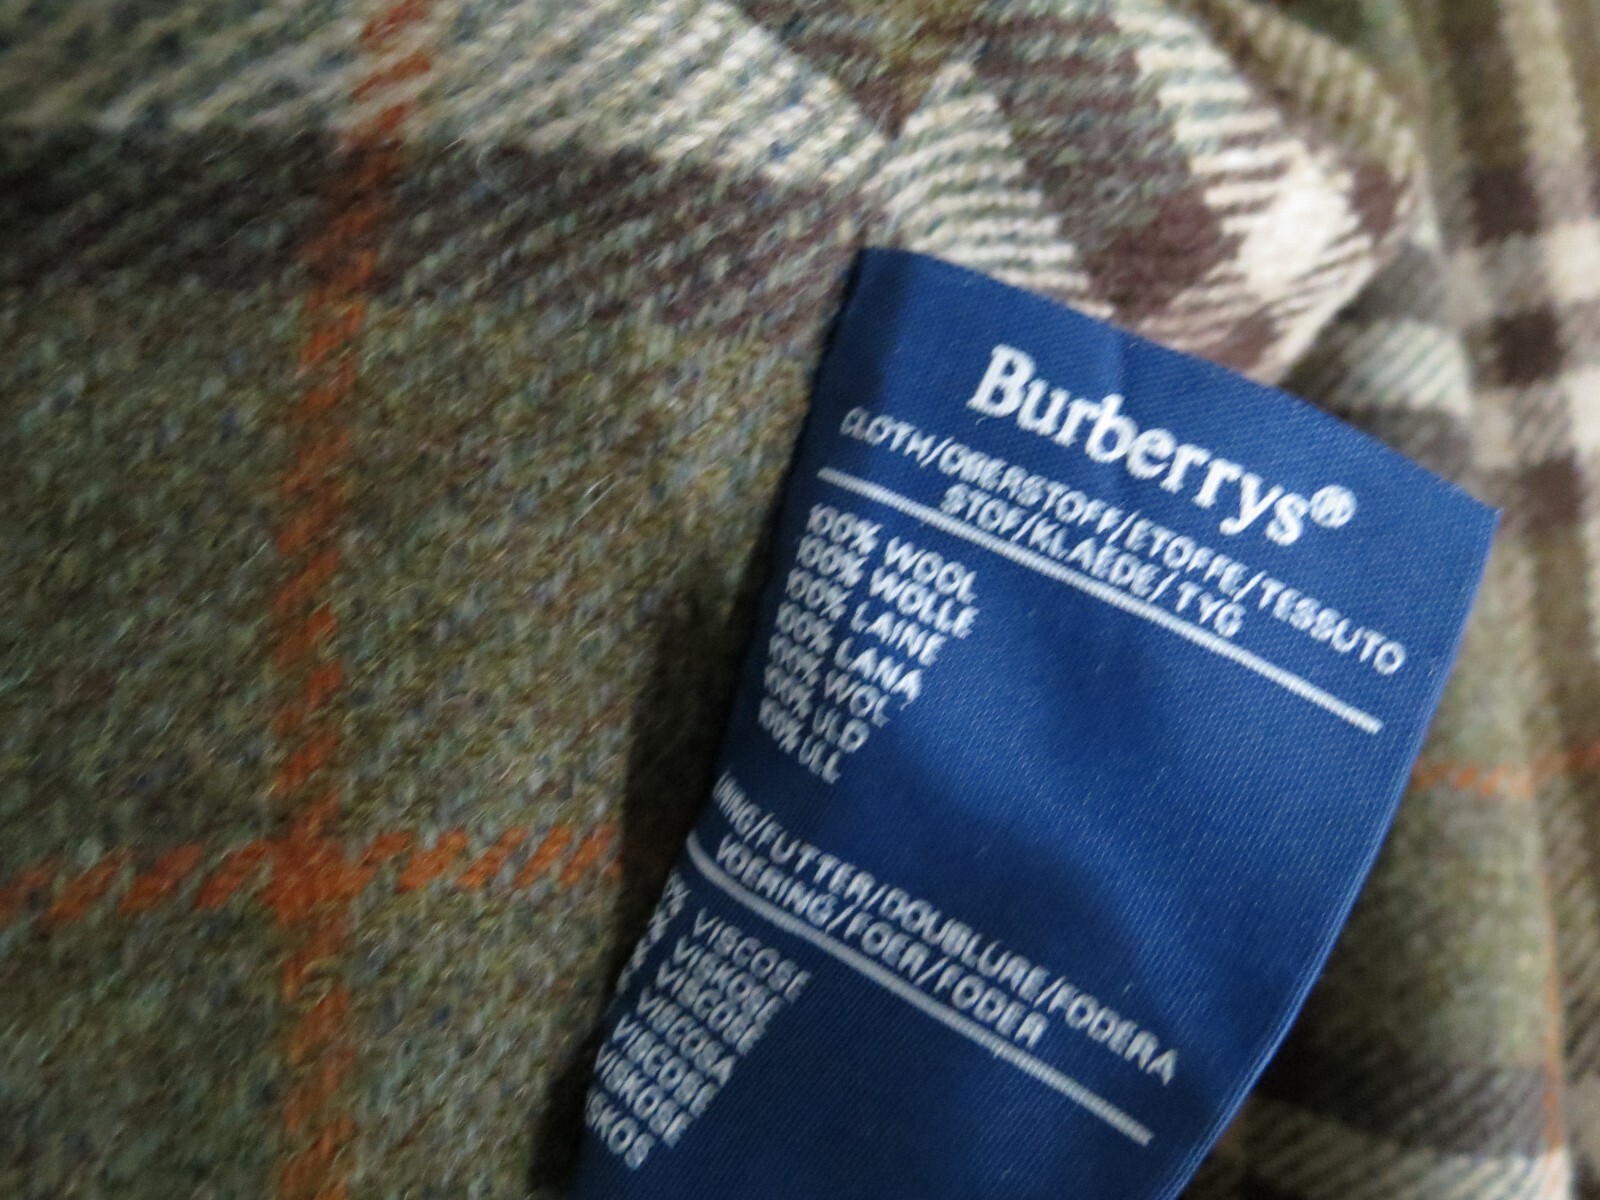 Burberrys®
CLOTH/OBERSTOFF/ETOFFE/TESSUTO
STOF/KLAEDE/TYG
100% WOOL
100% WOLLE
100% LAINE
100% LANA
100% WOL
100% ULD
100% ULL
/FUTTER/DOUBLURE/FODERA
/FOER/FODER
VISCOSE
VISKOSE
VISCOSE
VISCOSA
VISCOSE
VISKOSE